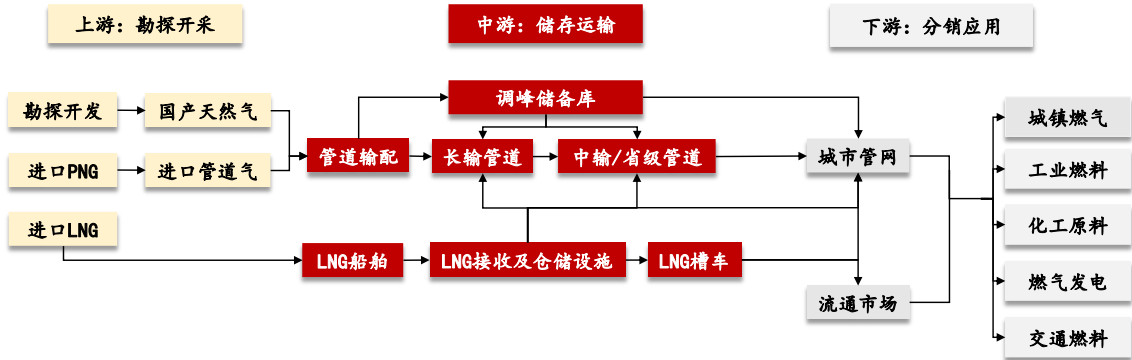 上游：勘探开采
中游：储存运输
下游：分销应用
调峰储备库
勘探开发
国产天然气
城镇燃气
管道输配
长输管道
中输/省级管道
城市管网
进口PNG
进口管道气
工业燃料
进口LNG
化工原料
LNG船舶
LNG接收及仓储设施
LNG槽车
燃气发电
流通市场
交通燃料